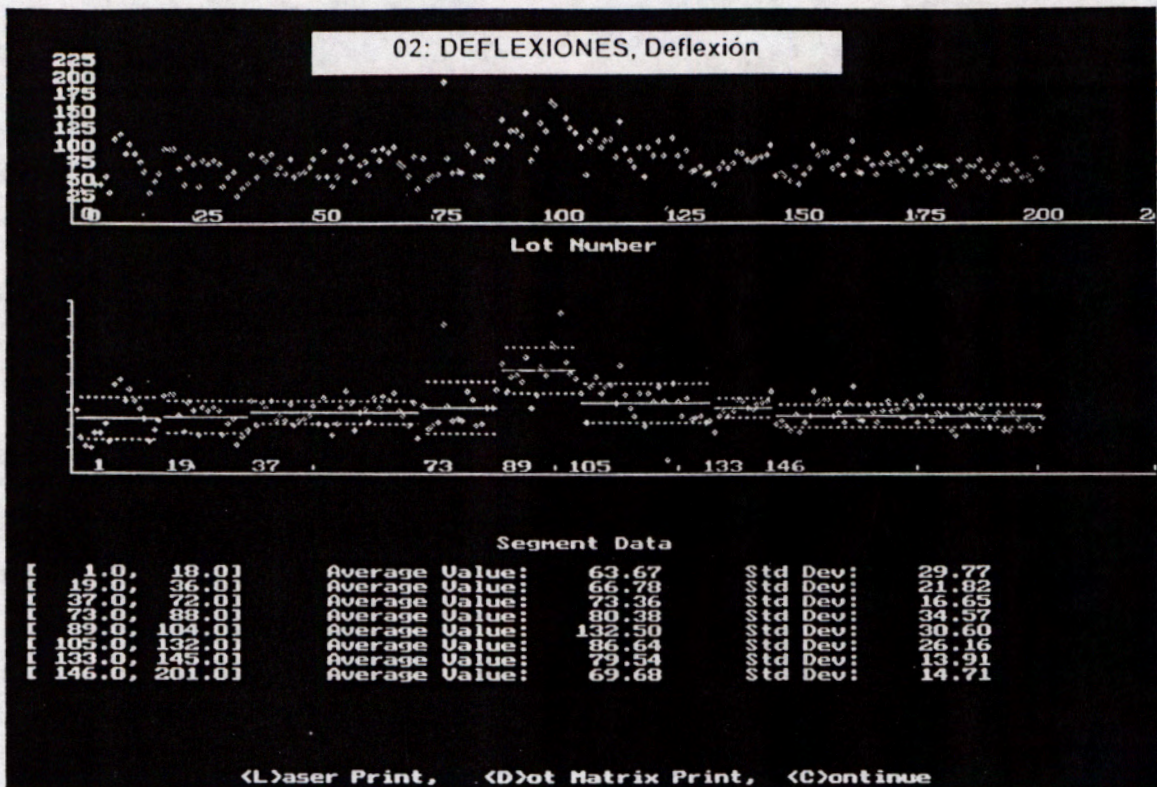 02: DEFLEXIONES, Deflexión
225
200
175
150
125
100
75
50
25
0 25 50 75 100 125 150 175 200 2
Lot Number
1 19 37 73 89 105 133 146
Segment Data
[ 1.0, 18.0] Average Value: 63.67 Std Dev: 29.77
[ 19.0, 36.0] Average Value: 66.78 Std Dev: 21.82
[ 37.0, 72.0] Average Value: 73.36 Std Dev: 16.65
[ 73.0, 88.0] Average Value: 80.38 Std Dev: 34.57
[ 89.0, 104.0] Average Value: 132.50 Std Dev: 30.60
[ 105.0, 132.0] Average Value: 86.64 Std Dev: 26.16
[ 133.0, 145.0] Average Value: 79.54 Std Dev: 13.91
[ 146.0, 201.0] Average Value: 69.68 Std Dev: 14.71
<L>aser Print, <D>ot Matrix Print, <C>ontinue